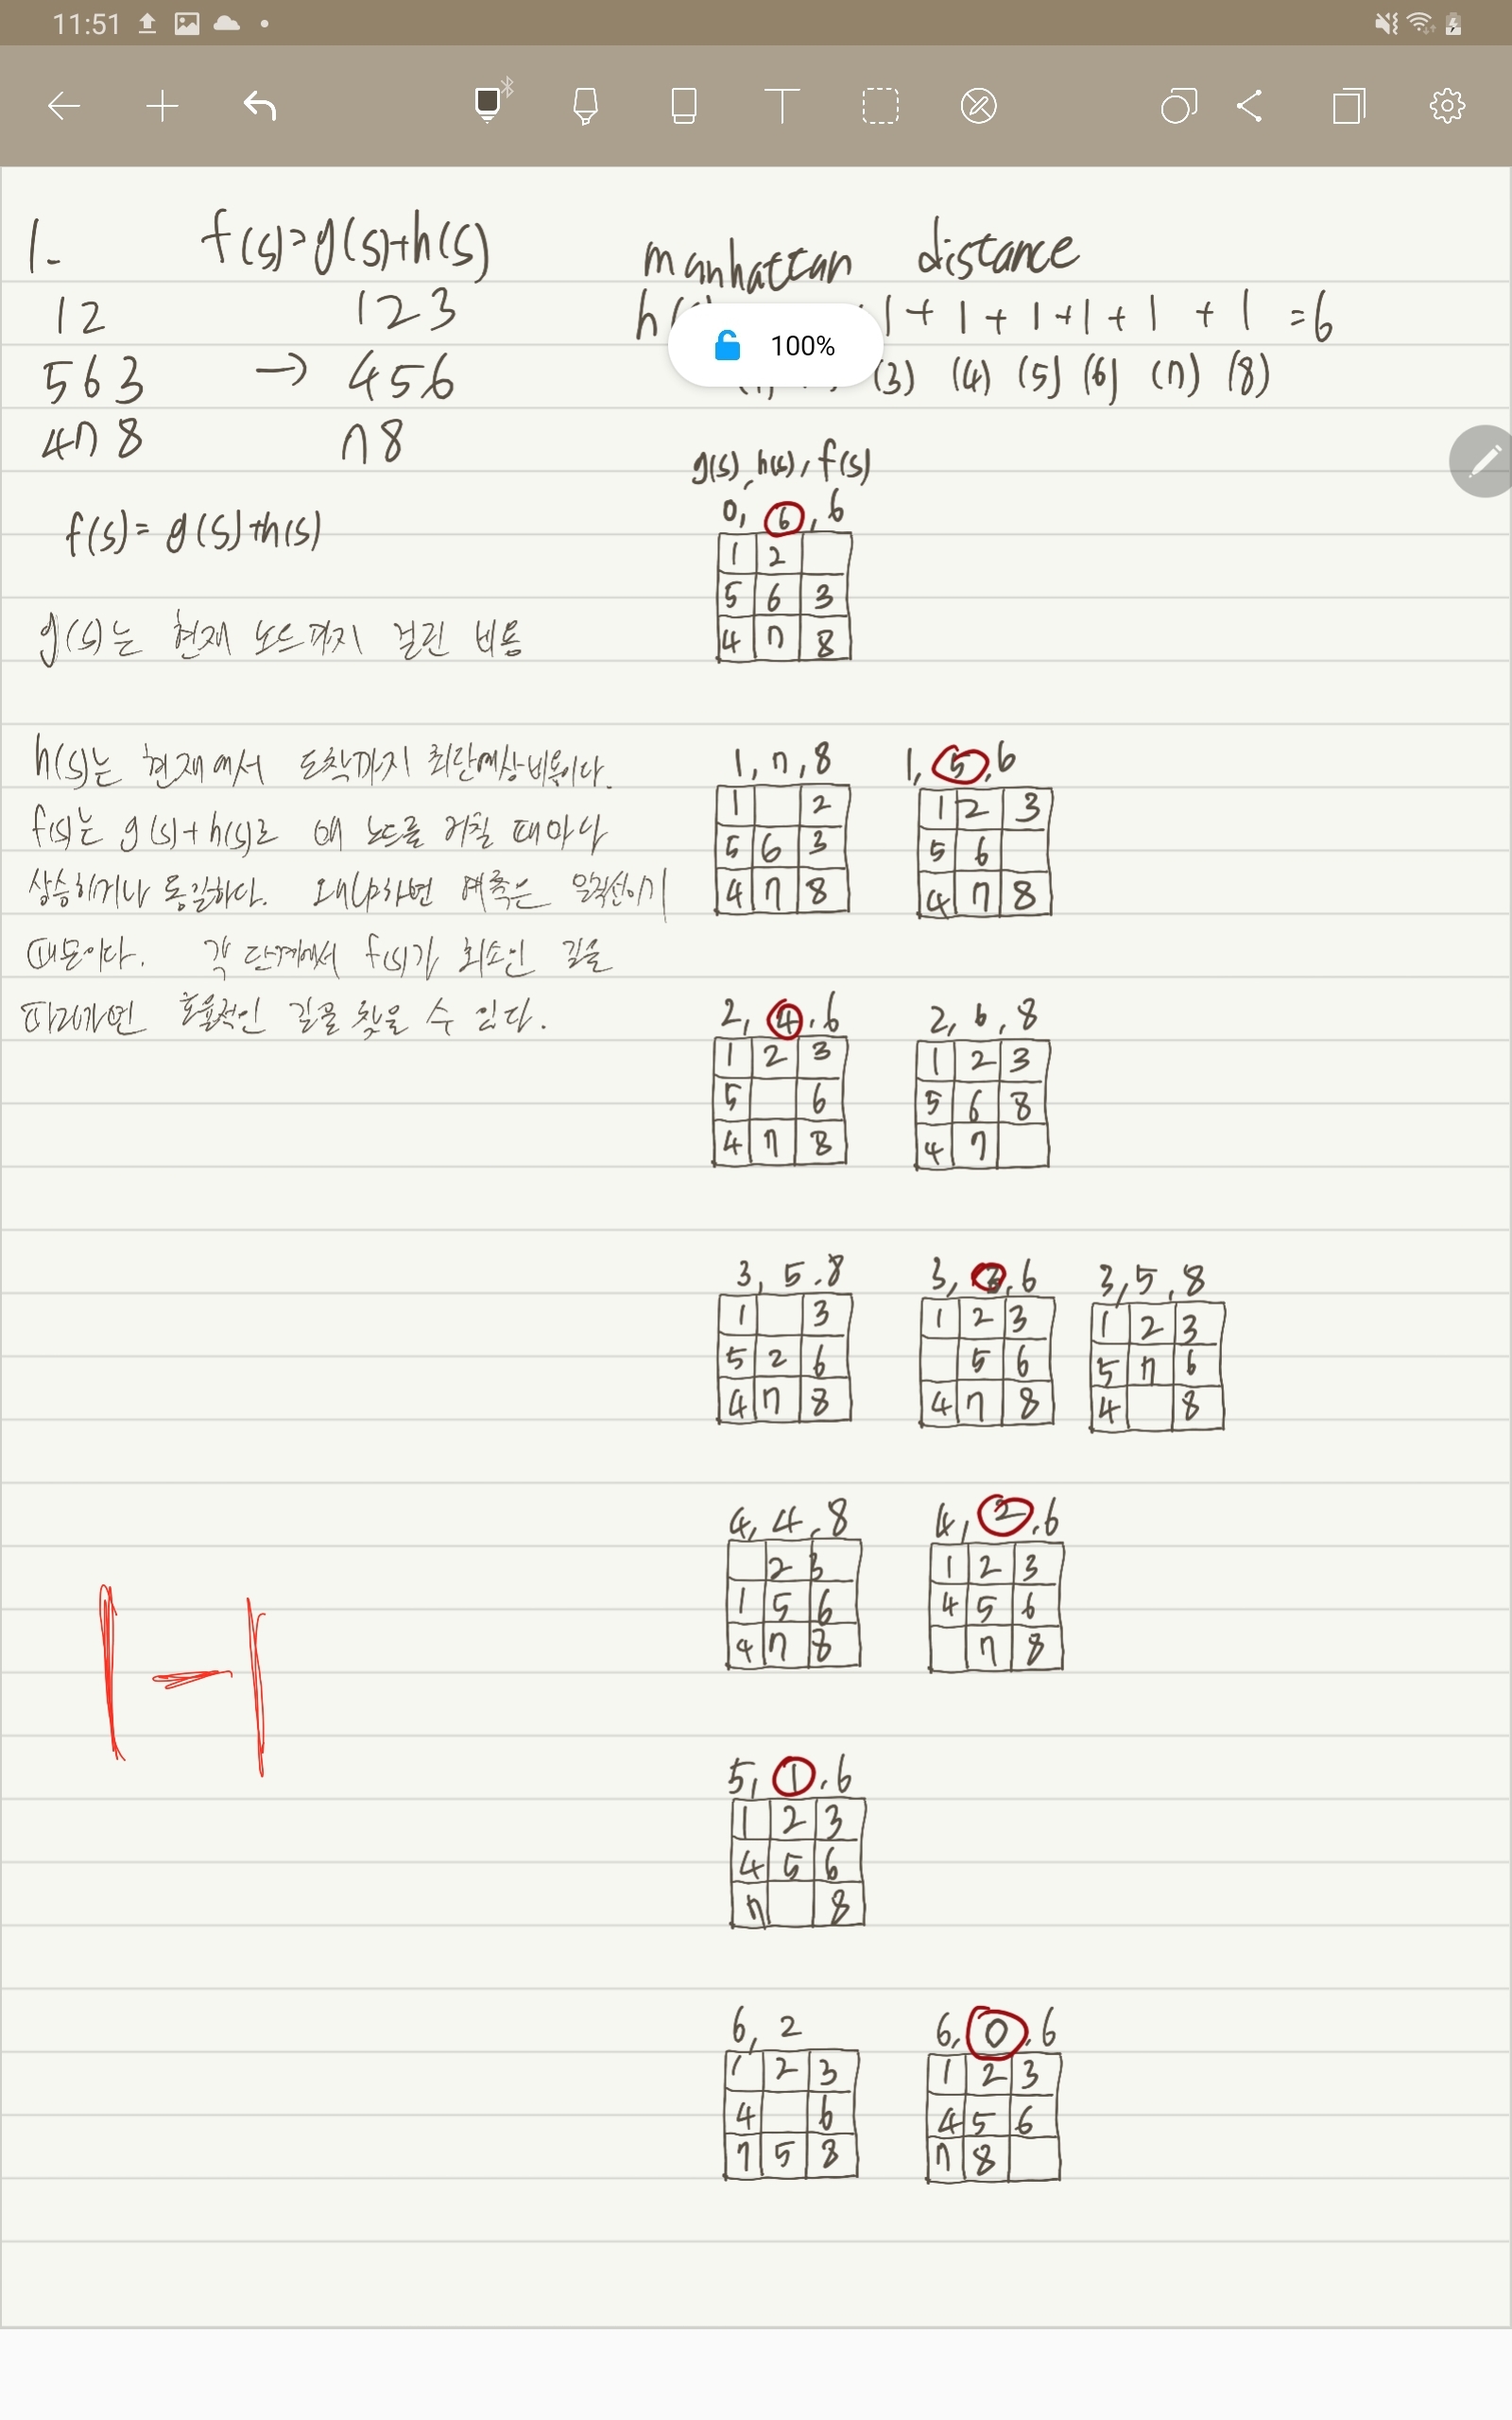 11:51
1. f(s)=g(s)+h(s) manhattan distance
12 123 h( 1+1+1+1+1 +1 =6
563 → 456 (3) (4) (5) (6) (7) (8)
100%
478 78
g(s), h(s), f(s)
0, 6, 6
f(s)= g(s)+h(s)
1 2
5 6 3
4 7 8
g(s)는 현재 노드까지 걸린 비용
h(s)는 현재에서 도착까지 최단예상비용이다.
f(s)는 g(s)+h(s)로 매 노드를 거칠 때마다
상승하거나 동일하다. 왜냐하면 예측은 일직선이기
때문이다. 각 단계에서 f(s)가 최소인 길을
따라가면 효율적인 길을 찾을 수 있다.
1, 7, 8 1, 5, 6
1 2 1 2 3
5 6 3 5 6
4 7 8 4 7 8
2, 4, 6 2, 6, 8
1 2 3 1 2 3
5 6 5 6 8
4 7 8 4 7
3, 5, 8 3, 3, 6 3, 5, 8
1 3 1 2 3 1 2 3
5 2 6 5 6 5 7 6
4 7 8 4 7 8 4 8
4, 4, 8 4, 2, 6
2 3 1 2 3
1 5 6 4 5 6
4 7 8 7 8
1-1
5, 1, 6
1 2 3
4 5 6
7 8
6, 2 6, 0, 6
1 2 3 1 2 3
4 6 4 5 6
7 5 8 7 8